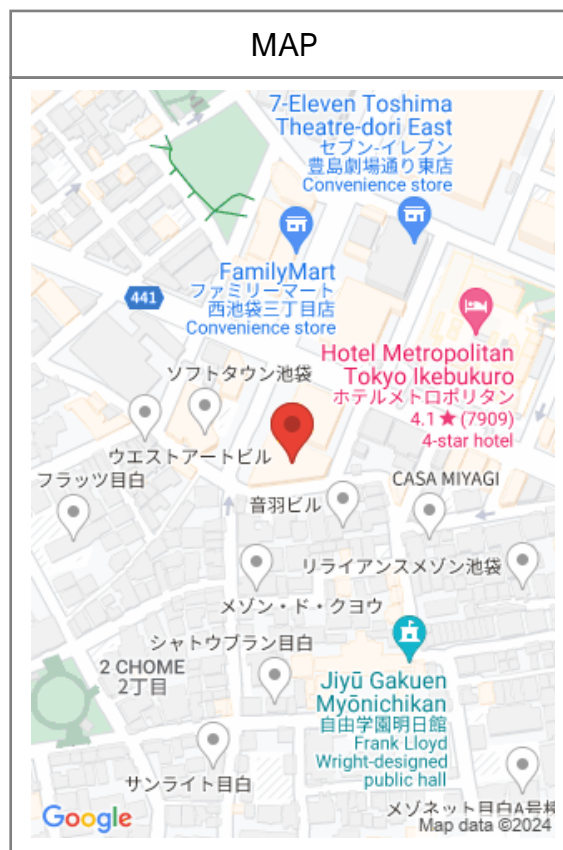 MAP
7-Eleven Toshima
Theatre-dori East
セブン-イレブン
豊島劇場通り東店
Convenience store
FamilyMart
ファミリーマート
西池袋三丁目店
Convenience store
441
Hotel Metropolitan
Tokyo Ikebukuro
ホテルメトロポリタン
4.1★(7909)
4-star hotel
ソフトタウン池袋
ウエストアートビル
フラッツ目白
CASA MIYAGI
音羽ビル
リライアンスメゾン池袋
メゾン・ド・クヨウ
シャトウブラン目白
2 CHOME
2丁目
Jiyū Gakuen
Myōnichikan
自由学園明日館
Frank Lloyd
Wright-designed
public hall
サンライト目白
メゾネット目白A号棟
Google
Map data ©2024